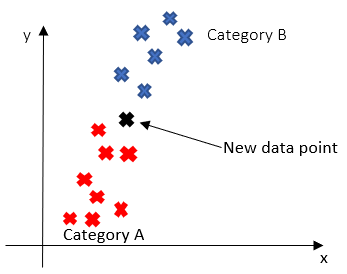 y
Category B
New data point
Category A
x